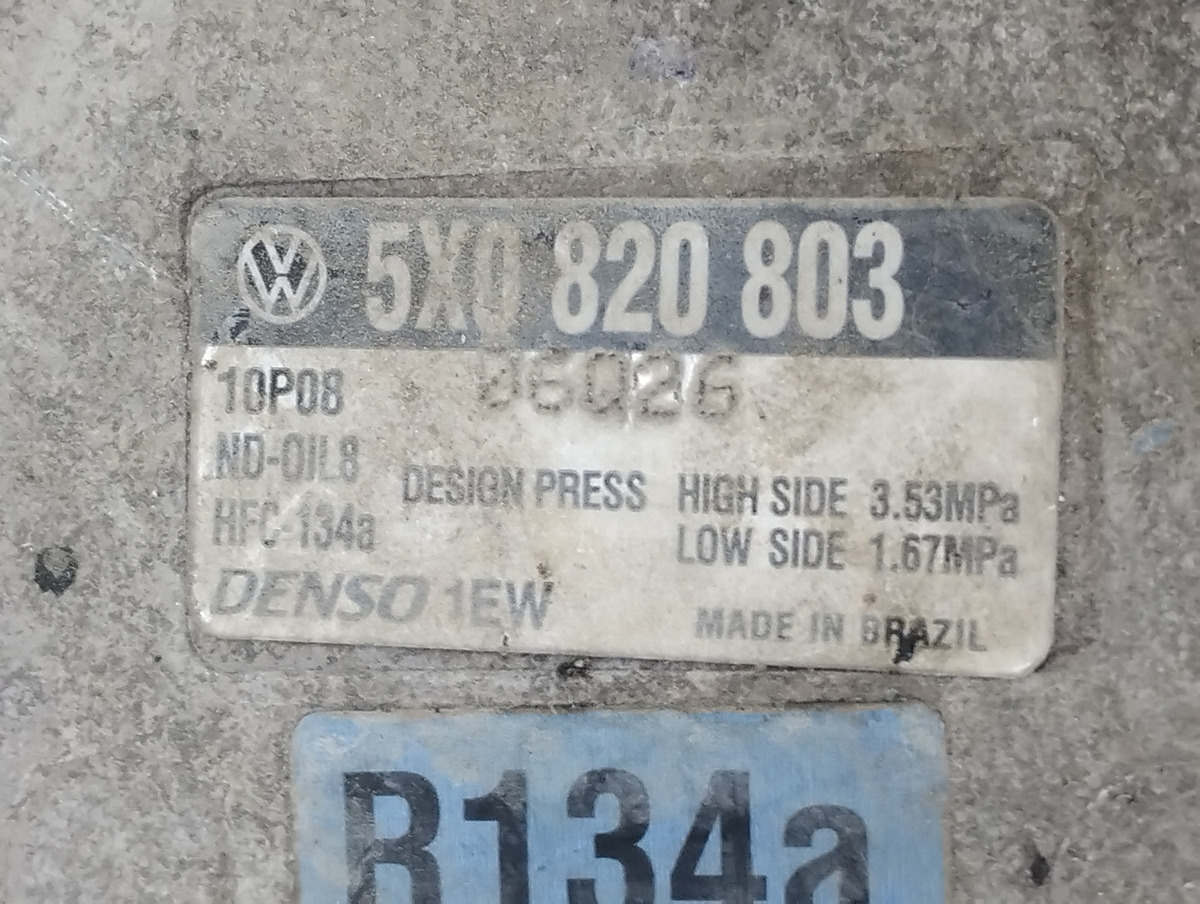 5X0 820 803
10P08
ND-OIL8
HFC-134a
DESIGN PRESS HIGH SIDE 3.53MPa
LOW SIDE 1.67MPa
DENSO 1EW
MADE IN BRAZIL
R134a